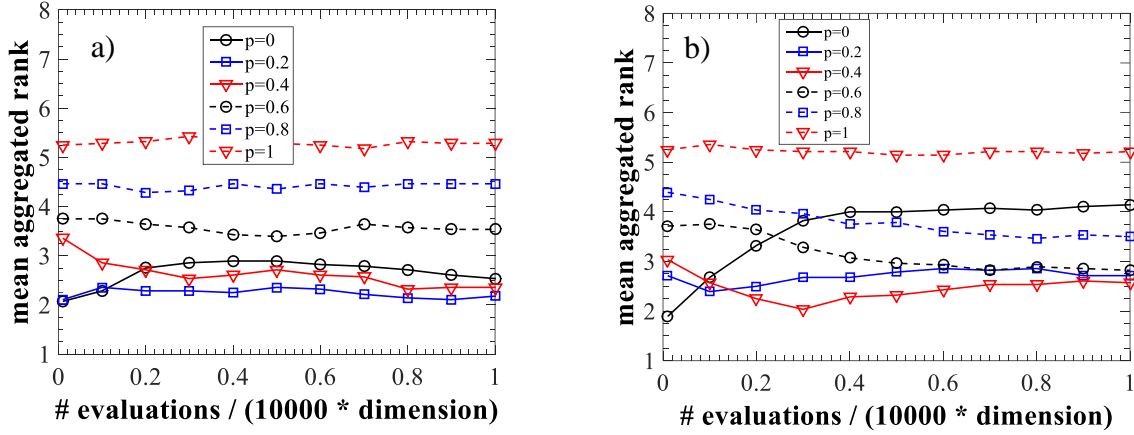 a)
p=0
p=0.2
p=0.4
p=0.6
p=0.8
p=1
8
7
6
5
4
3
2
1
mean aggregated rank
0
0.2
0.4
0.6
0.8
1
# evaluations / (10000 * dimension)
b)
p=0
p=0.2
p=0.4
p=0.6
p=0.8
p=1
8
7
6
5
4
3
2
1
mean aggregated rank
0
0.2
0.4
0.6
0.8
1
# evaluations / (10000 * dimension)